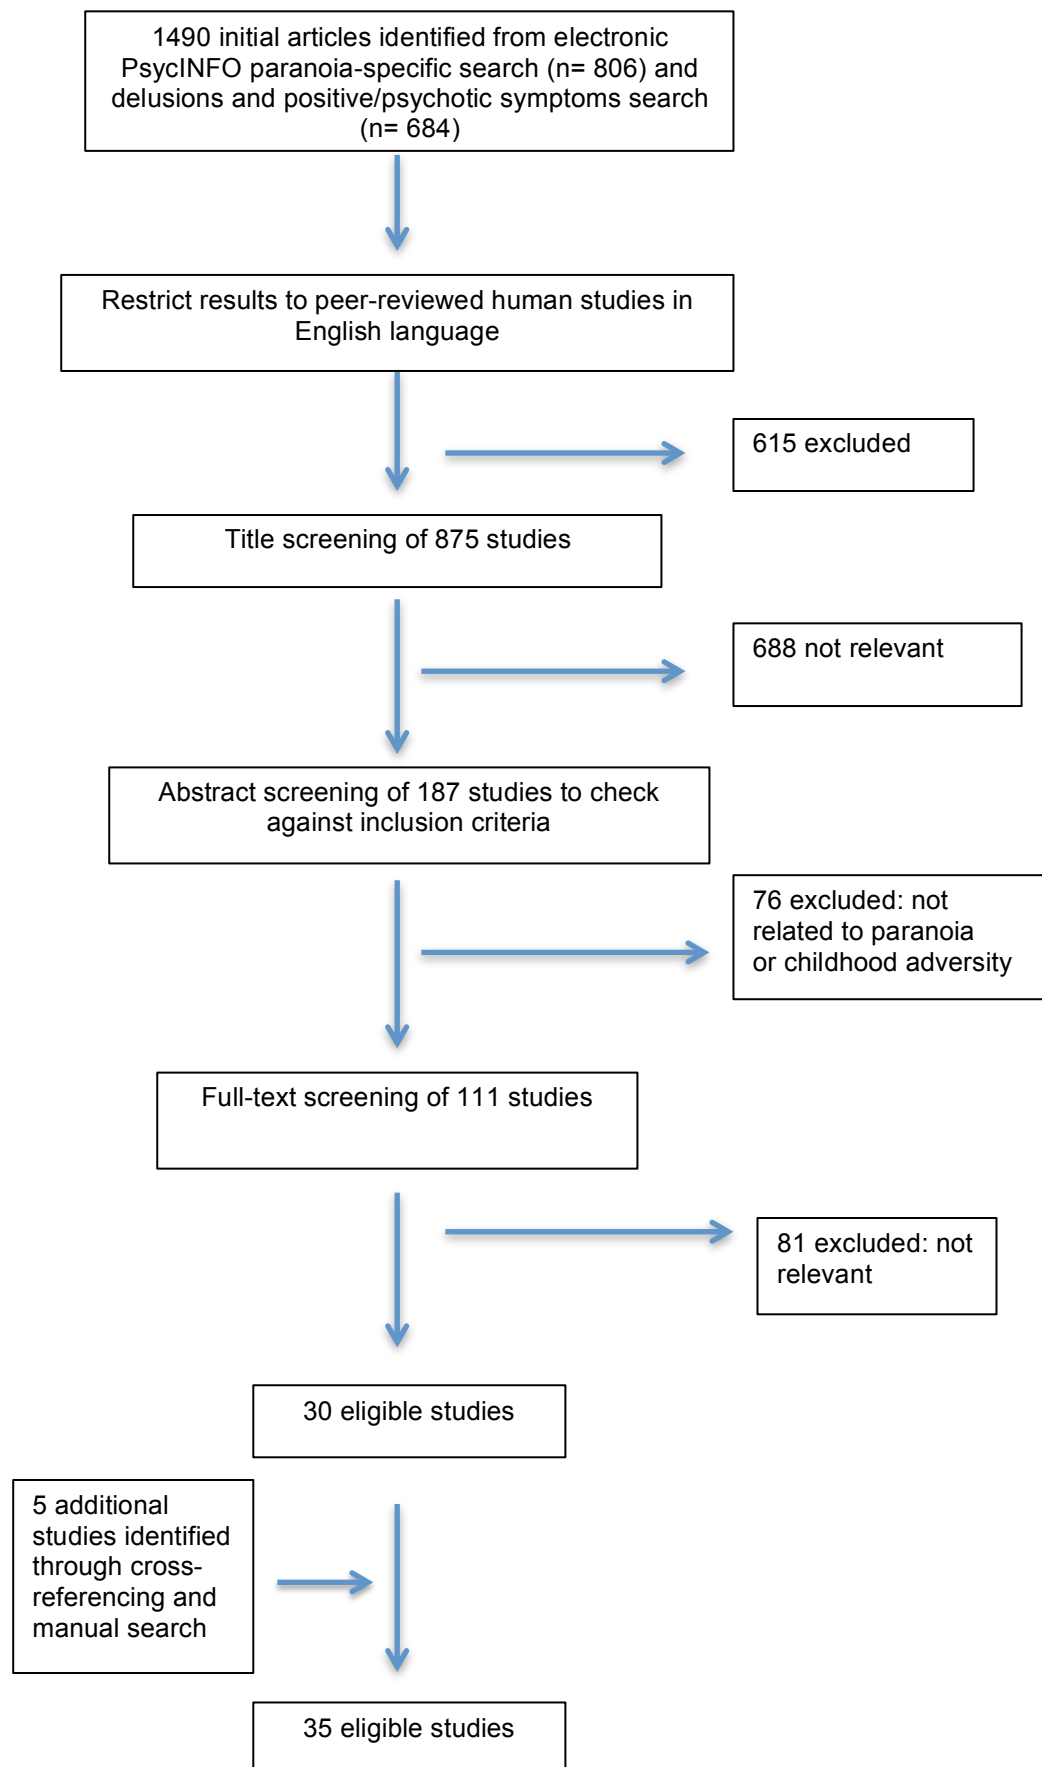 1490 initial articles identified from electronic
PsycINFO paranoia-specific search (n= 806) and
delusions and positive/psychotic symptoms search
(n= 684)
Restrict results to peer-reviewed human studies in
English language
615 excluded
Title screening of 875 studies
688 not relevant
Abstract screening of 187 studies to check
against inclusion criteria
76 excluded: not
related to paranoia
or childhood adversity
Full-text screening of 111 studies
81 excluded: not
relevant
30 eligible studies
5 additional
studies identified
through cross-
referencing and
manual search
35 eligible studies